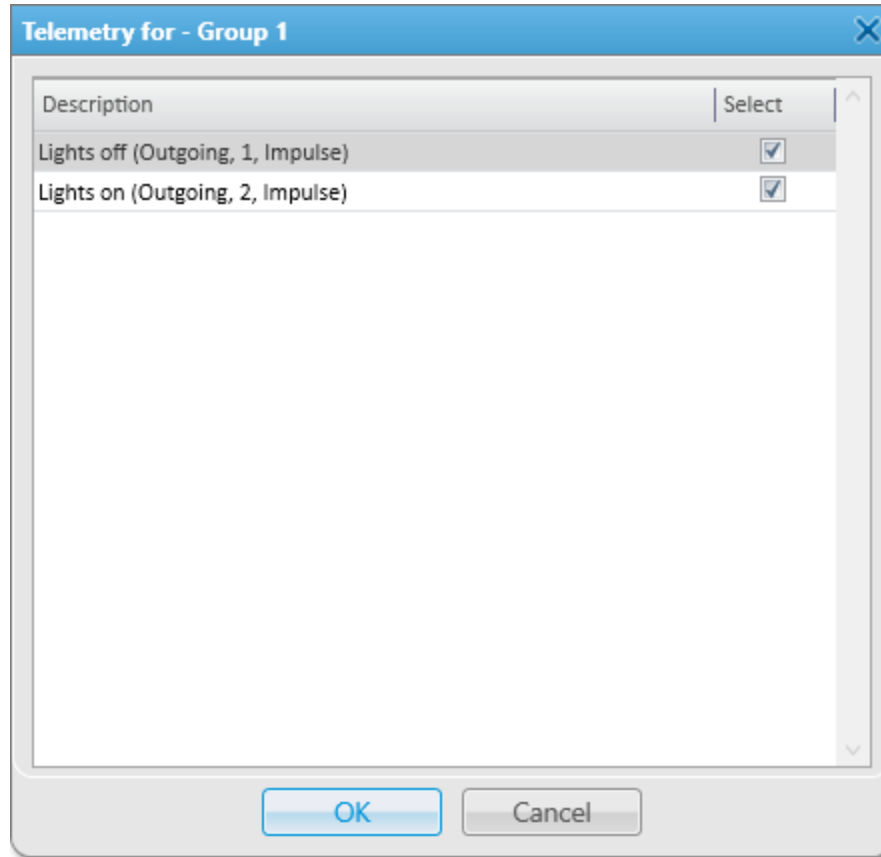 Telemetry for - Group 1
Description Select
Lights off (Outgoing, 1, Impulse)
Lights on (Outgoing, 2, Impulse)
OK Cancel